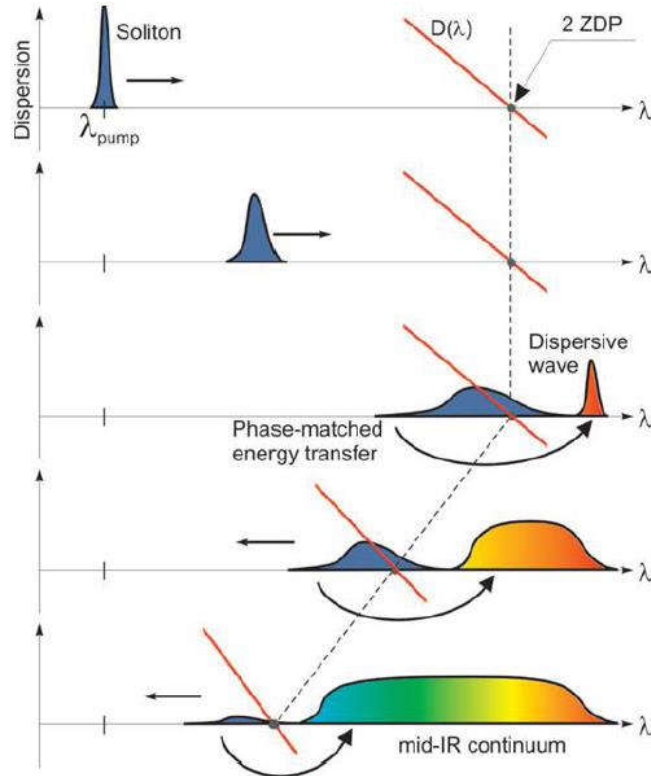 Dispersion
Soliton
λpump
D(λ)
2 ZDP
λ
λ
Dispersive
wave
λ
Phase-matched
energy transfer
λ
mid-IR continuum
λ